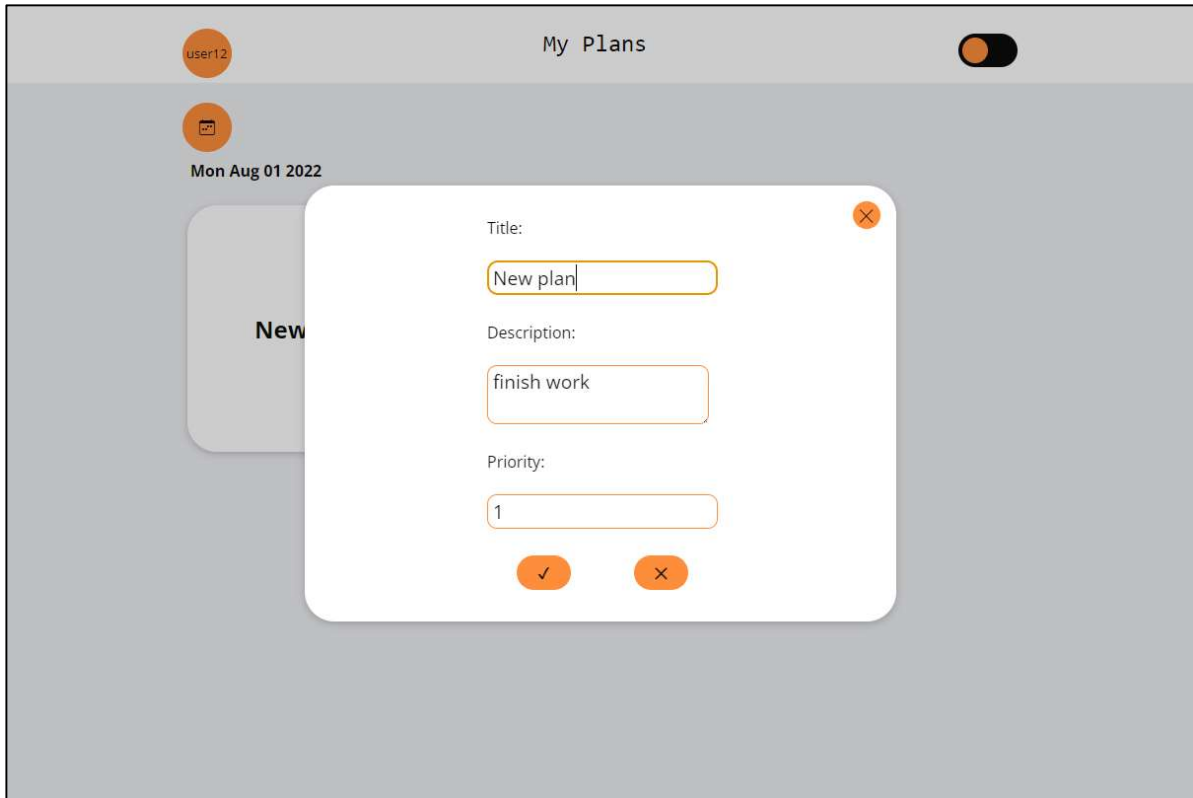 user12
My Plans
Mon Aug 01 2022
New
Title:
New plan
Description:
finish work
Priority:
1